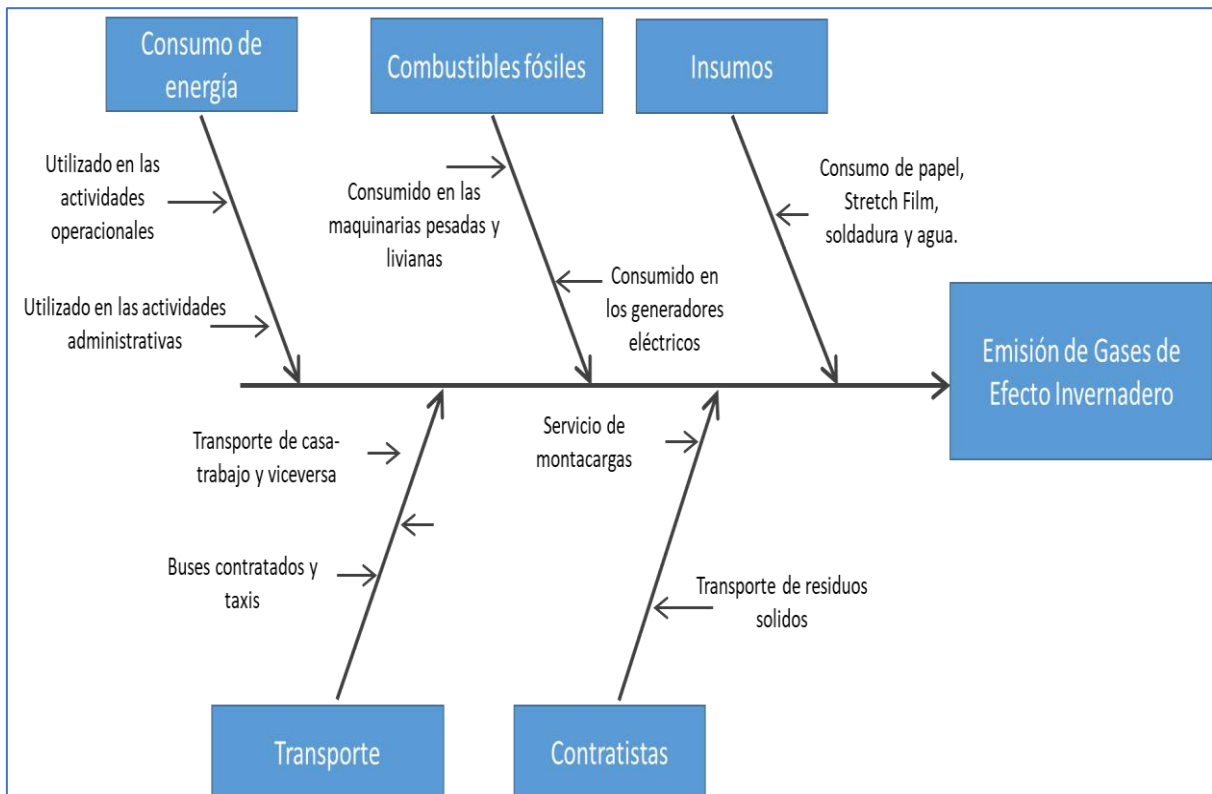 Consumo de
energía
Combustibles fósiles
Insumos
Utilizado en las
actividades
operacionales
Utilizado en las actividades
administrativas
Consumido en las
maquinarias pesadas y
livianas
Consumido en
los generadores
eléctricos
Consumo de papel,
Stretch Film,
soldadura y agua.
Emisión de Gases de
Efecto Invernadero
Transporte de casa-
trabajo y viceversa
Buses contratados y
taxis
Servicio de
montacargas
Transporte de residuos
solidos
Transporte
Contratistas